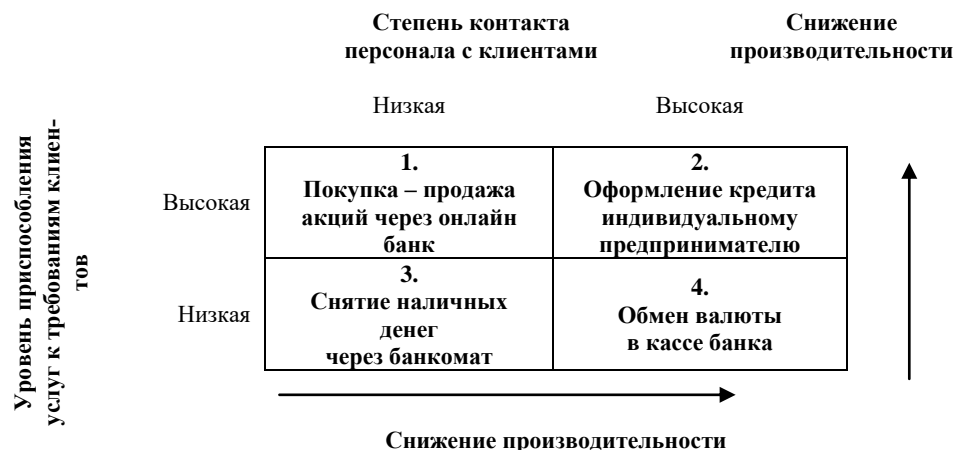 Степень контакта
персонала с клиентами
Снижение
производительности
Низкая
Высокая
Уровень приспособления
услуг к требованиям клиен-
тов
Высокая
1.
Покупка – продажа
акций через онлайн
банк
2.
Оформление кредита
индивидуальному
предпринимателю
Низкая
3.
Снятие наличных
денег
через банкомат
4.
Обмен валюты
в кассе банка
Снижение производительности